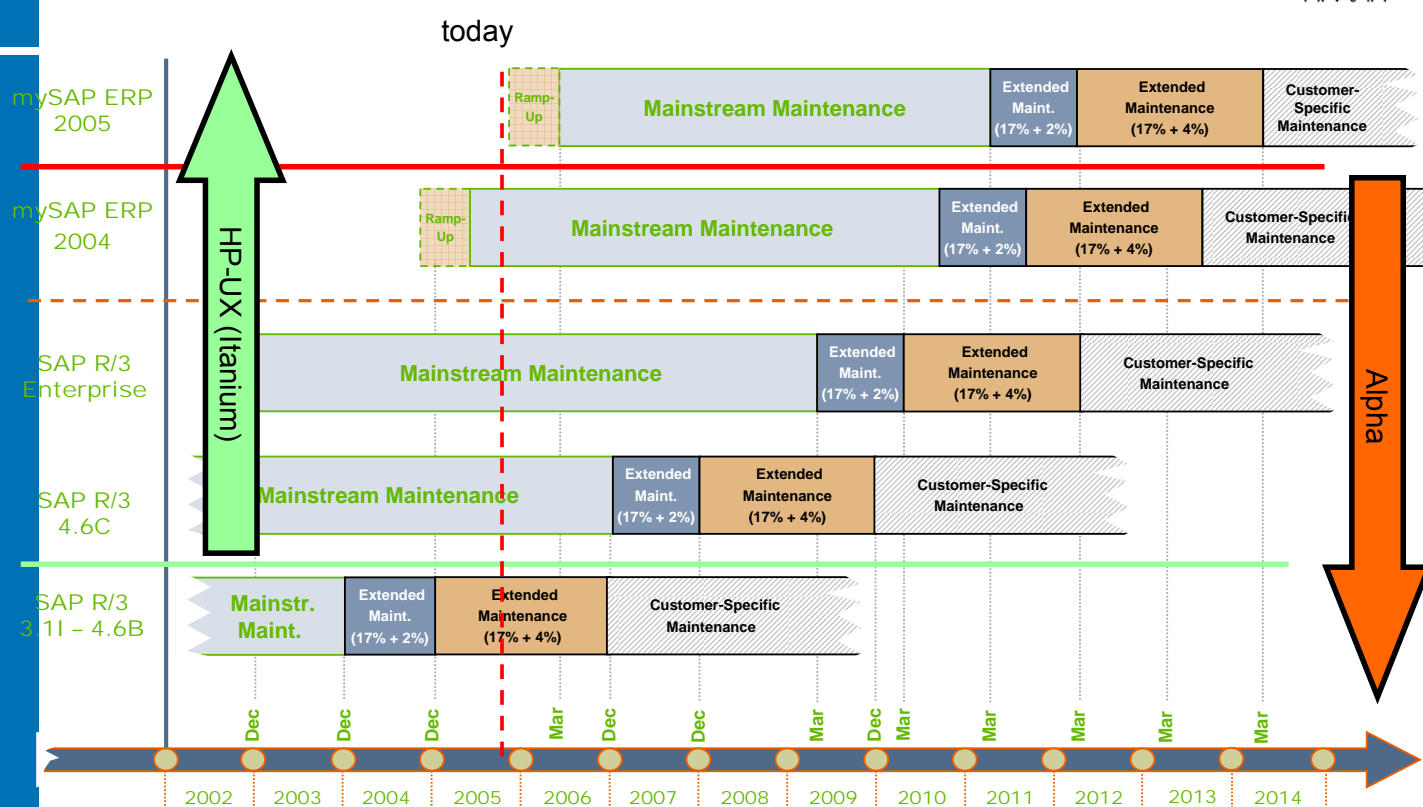 today
mySAP ERP
2005
Ramp-
Up
Mainstream Maintenance
Extended
Maint.
(17% + 2%)
Extended
Maintenance
(17% + 4%)
Customer-
Specific
Maintenance
mySAP ERP
2004
Ramp-
Up
Mainstream Maintenance
Extended
Maint.
(17% + 2%)
Extended
Maintenance
(17% + 4%)
Customer-Specific
Maintenance
HP-UX (Itanium)
Alpha
SAP R/3
Enterprise
Mainstream Maintenance
Extended
Maint.
(17% + 2%)
Extended
Maintenance
(17% + 4%)
Customer-Specific
Maintenance
SAP R/3
4.6C
Mainstream Maintenance
Extended
Maint.
(17% + 2%)
Extended
Maintenance
(17% + 4%)
Customer-Specific
Maintenance
SAP R/3
3.1I – 4.6B
Mainstr.
Maint.
Extended
Maint.
(17% + 2%)
Extended
Maintenance
(17% + 4%)
Customer-Specific
Maintenance
Dec Dec Dec Mar Dec Dec Mar Dec Mar Mar Mar Mar Mar
2002 2003 2004 2005 2006 2007 2008 2009 2010 2011 2012 2013 2014